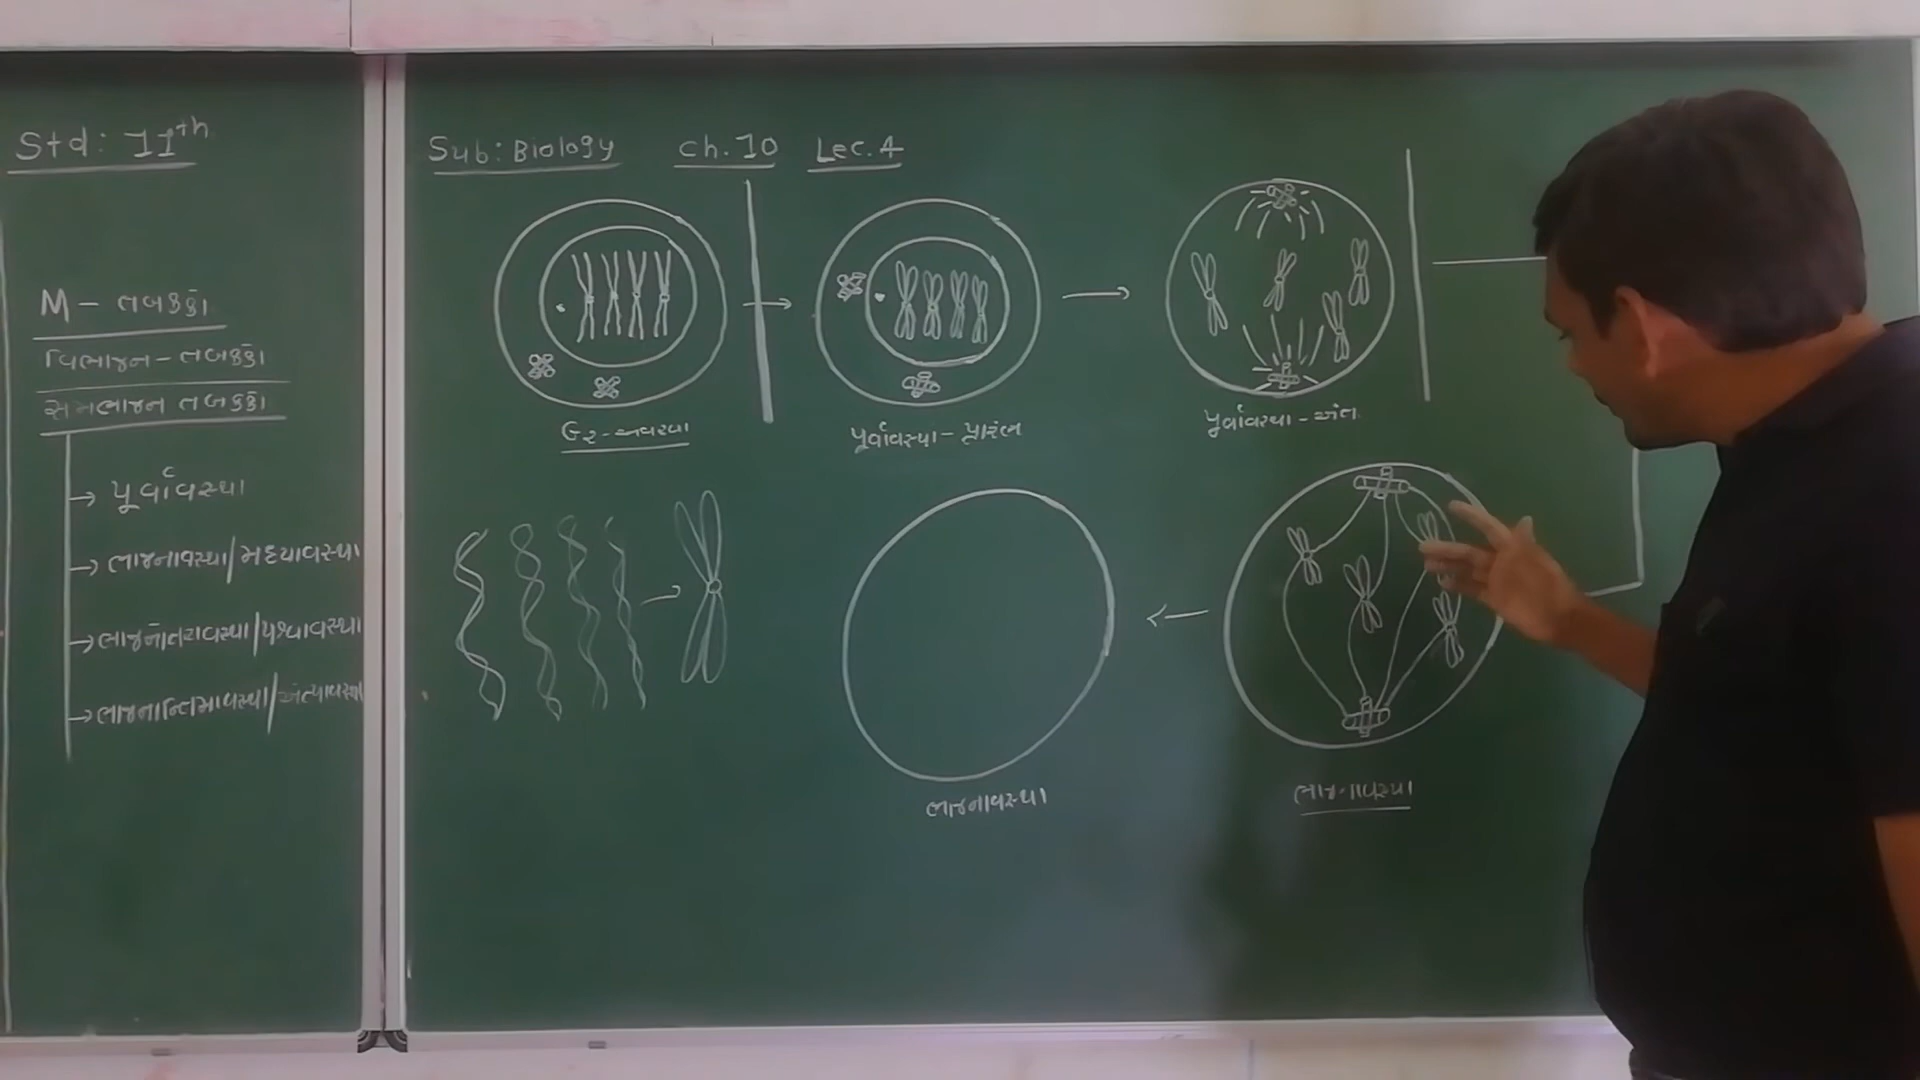 Std: 11th
Sub: Biology ch.10 Lec.4
M - તબક્કો
વિભાજન - તબક્કો
સમભાજન તબક્કો
→ પૂર્વાવસ્થા
→ ભાજનાવસ્થા/મધ્યાવસ્થા
→ ભાજનોત્તરાવસ્થા/પશ્ચાવસ્થા
→ ભાજનાન્તિમાવસ્થા/અંત્યાવસ્થા
G2 - અવસ્થા
પૂર્વાવસ્થા - પ્રારંભ
પૂર્વાવસ્થા - અંત
ભાજનાવસ્થા
ભાજનાવસ્થા